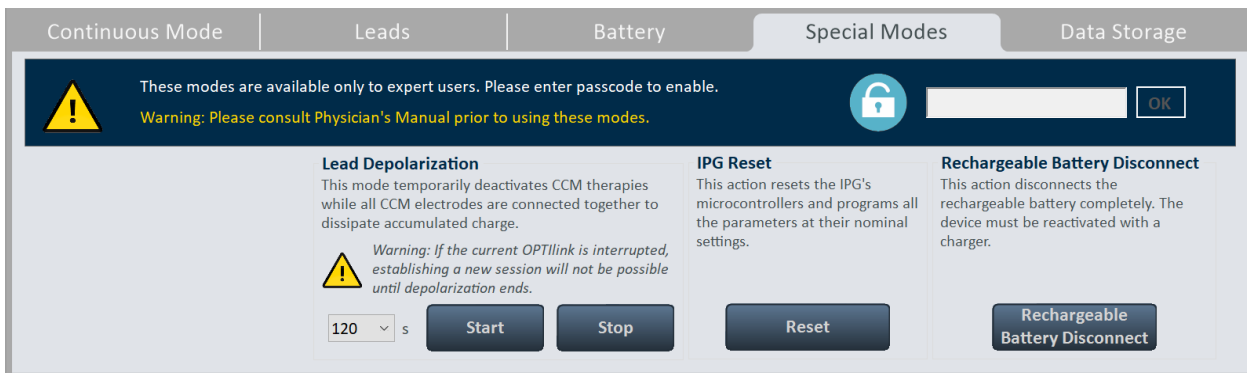 Continuous Mode
Leads
Battery
Special Modes
Data Storage
These modes are available only to expert users. Please enter passcode to enable.
Warning: Please consult Physician's Manual prior to using these modes.
OK
Lead Depolarization
This mode temporarily deactivates CCM therapies
while all CCM electrodes are connected together to
dissipate accumulated charge.
Warning: If the current OPTIlink is interrupted,
establishing a new session will not be possible
until depolarization ends.
120 s
Start
Stop
IPG Reset
This action resets the IPG's
microcontrollers and programs all
the parameters at their nominal
settings.
Reset
Rechargeable Battery Disconnect
This action disconnects the
rechargeable battery completely. The
device must be reactivated with a
charger.
Rechargeable
Battery Disconnect